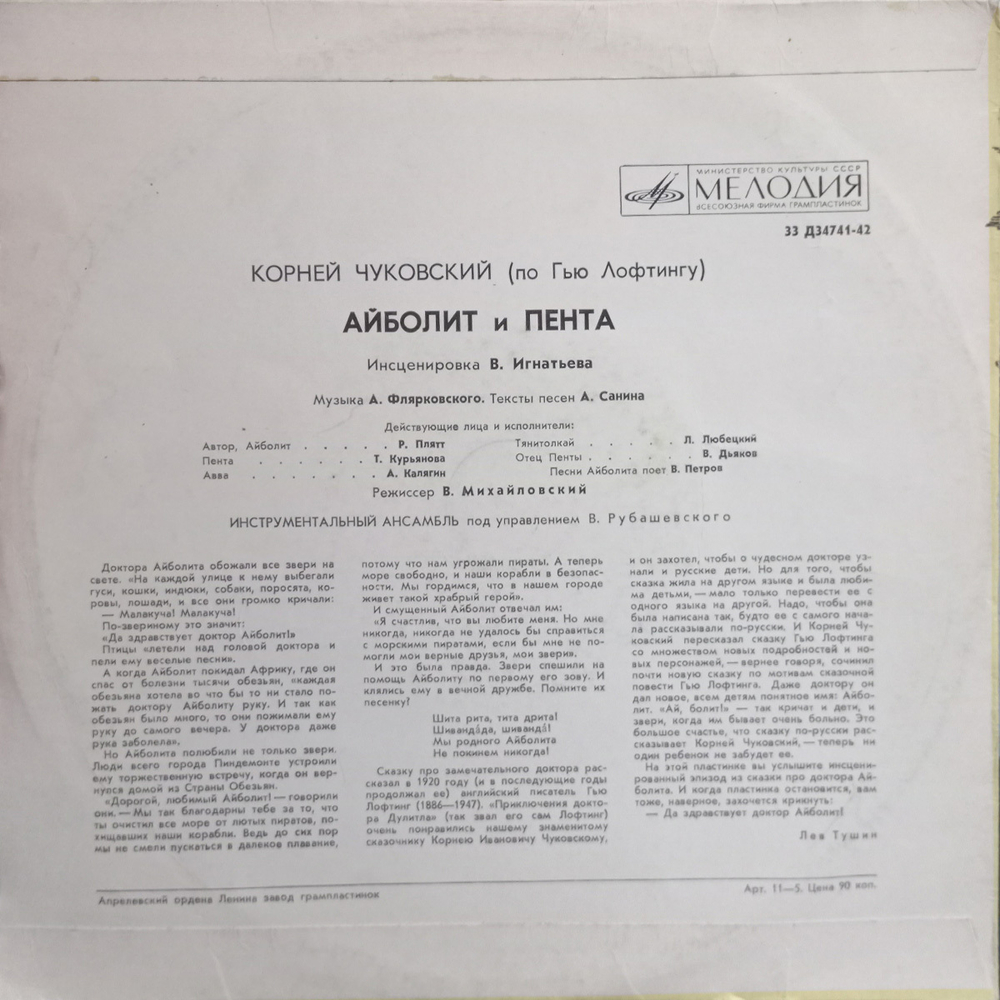 МИНИСТЕРСТВО КУЛЬТУРЫ СССР
МЕЛОДИЯ
ВСЕСОЮЗНАЯ ФИРМА ГРАМПЛАСТИНОК
33 Д34741-42
КОРНЕЙ ЧУКОВСКИЙ (по Гью Лофтингу)
АЙБОЛИТ и ПЕНТА
Инсценировка В. Игнатьева
Музыка А. Флярковского. Тексты песен А. Санина
Действующие лица и исполнители:
Автор, Айболит . . . . . Р. Плятт
Пента . . . . . . Т. Курьянова
Авва . . . . . . . А. Калягин
Тянитолкай . . . . . Л. Любецкий
Отец Пенты . . . . . . В. Дьяков
Песни Айболита поет В. Петров
Режиссер В. Михайловский
ИНСТРУМЕНТАЛЬНЫЙ АНСАМБЛЬ под управлением В. Рубашевского
Доктора Айболита обожали все звери на
свете. «На каждой улице к нему выбегали
гуси, кошки, индюки, собаки, поросята, ко-
ровы, лошади, и все они громко кричали:
— Малакуча! Малакуча!
По-звериному это значит:
«Да здравствует доктор Айболит!»
Птицы «летели над головой доктора и
пели ему веселые песни».
А когда Айболит покидал Африку, где он
спас от болезни тысячи обезьян, «каждая
обезьяна хотела во что бы то ни стало по-
жать доктору Айболиту руку. И так как
обезьян было много, то они пожимали ему
руку до самого вечера. У доктора даже
рука заболела».
Но Айболита полюбили не только звери.
Люди всего города Пиндемонте устроили
ему торжественную встречу, когда он вер-
нулся домой из Страны Обезьян.
«Дорогой, любимый Айболит! — говорили
они. — Мы так благодарны тебе за то, что
ты очистил все море от лютых пиратов, по-
хищавших наши корабли. Ведь до сих пор
мы не смели пускаться в далекое плавание,
потому что нам угрожали пираты. А теперь
море свободно, и наши корабли в безопас-
ности. Мы гордимся, что в нашем городе
живет такой храбрый герой».
И смущенный Айболит отвечал им:
«Я счастлив, что вы любите меня. Но мне
никогда, никогда не удалось бы справиться
с морскими пиратами, если бы мне не по-
могли мои верные друзья, мои звери».
И это была правда. Звери спешили на
помощь Айболиту по первому его зову. И
клялись ему в вечной дружбе. Помните их
песенку?
Шита рита, тита дрита!
Шивандáда, шивандá!
Мы родного Айболита
Не покинем никогда!
Сказку про замечательного доктора рас-
сказал в 1920 году (и в последующие годы
продолжал ее) английский писатель Гью
Лофтинг (1886—1947). «Приключения докто-
ра Дулитла» (так звал его сам Лофтинг)
очень понравились нашему знаменитому
сказочнику Корнею Ивановичу Чуковскому,
и он захотел, чтобы о чудесном докторе уз-
нали и русские дети. Но для того, чтобы
сказка жила на другом языке и была люби-
ма детьми, — мало только перевести ее с
одного языка на другой. Надо, чтобы она
была написана так, будто ее с самого нача-
ла рассказывали по-русски. И Корней Чу-
ковский пересказал сказку Гью Лофтинга
со множеством новых подробностей и но-
вых персонажей, — вернее говоря, сочинил
почти новую сказку по мотивам сказочной
повести Гью Лофтинга. Даже доктору он
дал новое, всем детям понятное имя: Айбо-
лит. «Ай, болит!» — так кричат и дети, и
звери, когда им бывает очень больно. Это
большое счастье, что сказку по-русски рас-
сказывает Корней Чуковский, — теперь ни
один ребенок не забудет ее.
На этой пластинке вы услышите инсцени-
рованный эпизод из сказки про доктора Ай-
болита. И когда пластинка остановится, вам
тоже, наверное, захочется крикнуть:
— Да здравствует доктор Айболит!
Лев Тушин
Апрелевский ордена Ленина завод грампластинок
Арт. 11—5. Цена 90 коп.